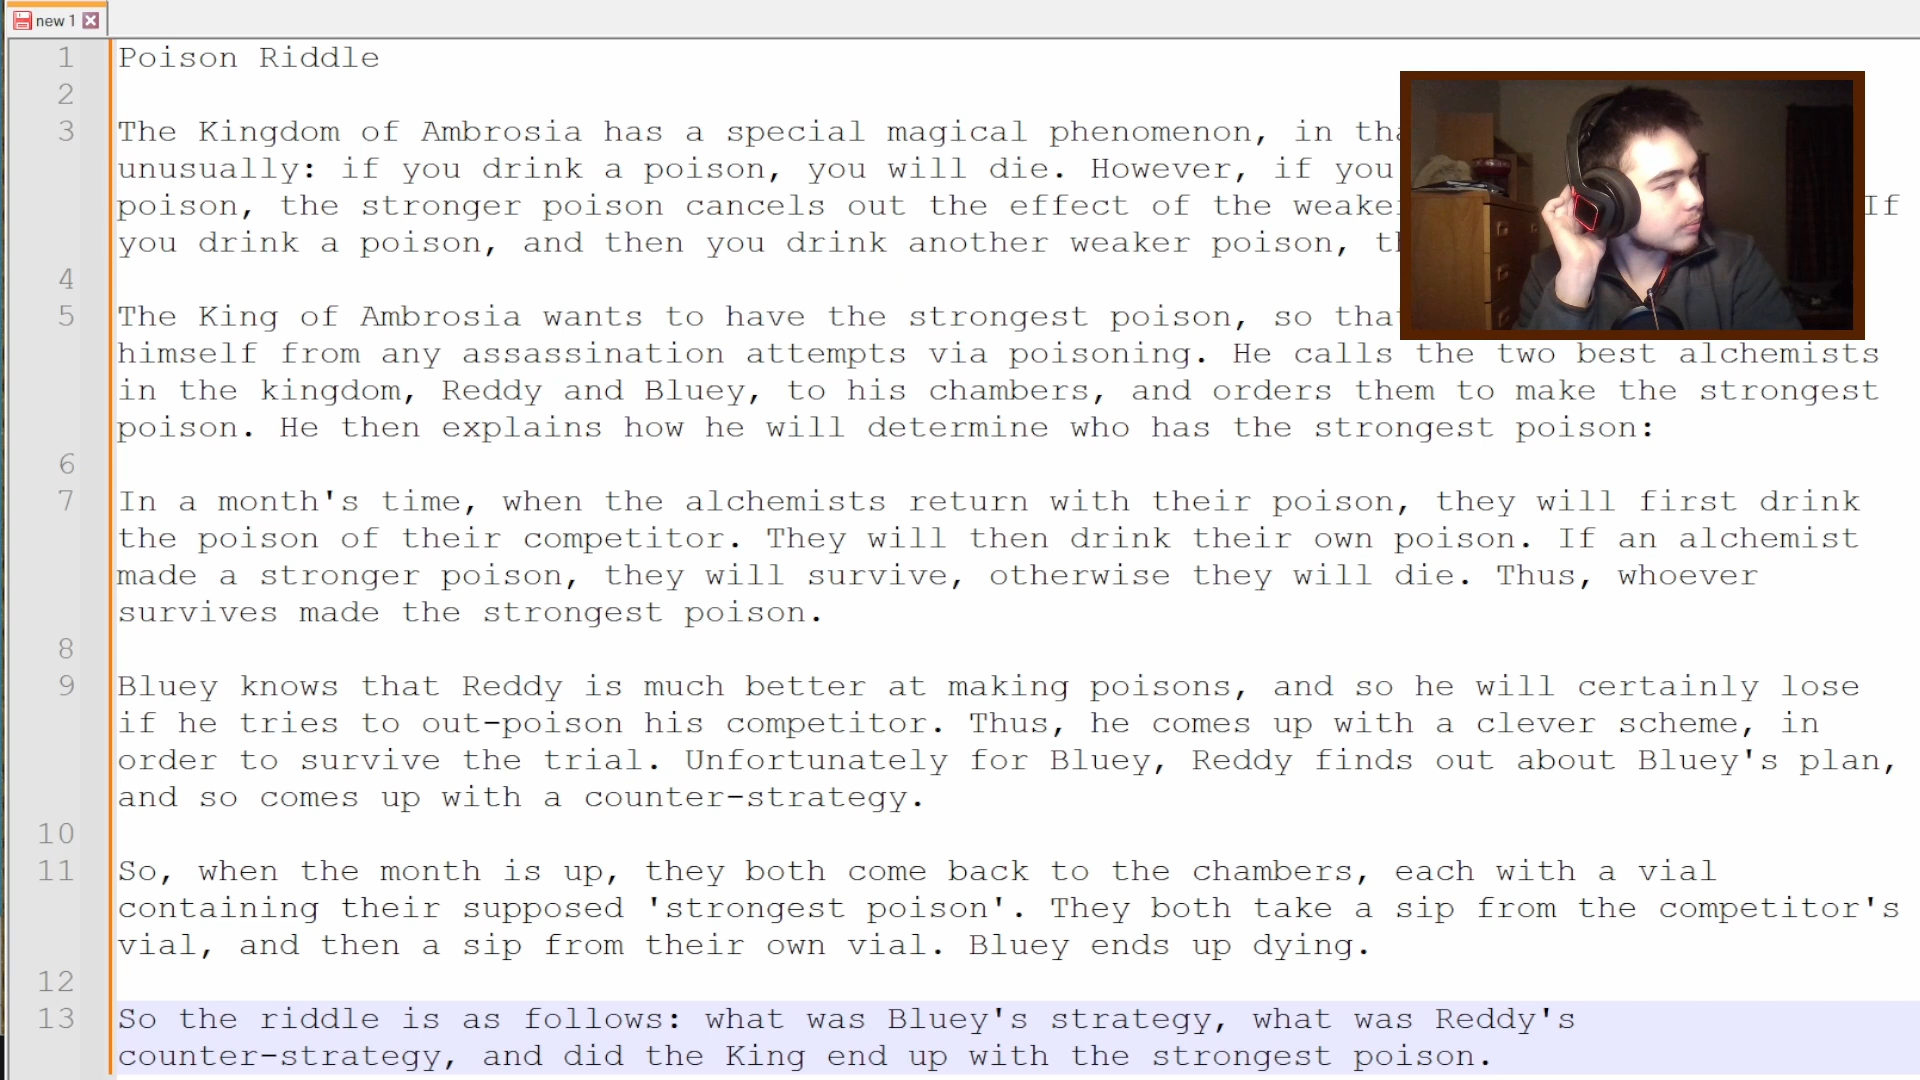 new 1
1 Poison Riddle
2
3 The Kingdom of Ambrosia has a special magical phenomenon, in
unusually: if you drink a poison, you will die. However, if you
poison, the stronger poison cancels out the effect of the If
you drink a poison, and then you drink another weaker poison,
4
5 The King of Ambrosia wants to have the strongest poison, so
himself from any assassination attempts via poisoning. He calls the two best alchemists
in the kingdom, Reddy and Bluey, to his chambers, and orders them to make the strongest
poison. He then explains how he will determine who has the strongest poison:
6
7 In a month's time, when the alchemists return with their poison, they will first drink
the poison of their competitor. They will then drink their own poison. If an alchemist
made a stronger poison, they will survive, otherwise they will die. Thus, whoever
survives made the strongest poison.
8
9 Bluey knows that Reddy is much better at making poisons, and so he will certainly lose
if he tries to out-poison his competitor. Thus, he comes up with a clever scheme, in
order to survive the trial. Unfortunately for Bluey, Reddy finds out about Bluey's plan,
and so comes up with a counter-strategy.
10
11 So, when the month is up, they both come back to the chambers, each with a vial
containing their supposed 'strongest poison'. They both take a sip from the competitor's
vial, and then a sip from their own vial. Bluey ends up dying.
12
13 So the riddle is as follows: what was Bluey's strategy, what was Reddy's
counter-strategy, and did the King end up with the strongest poison.